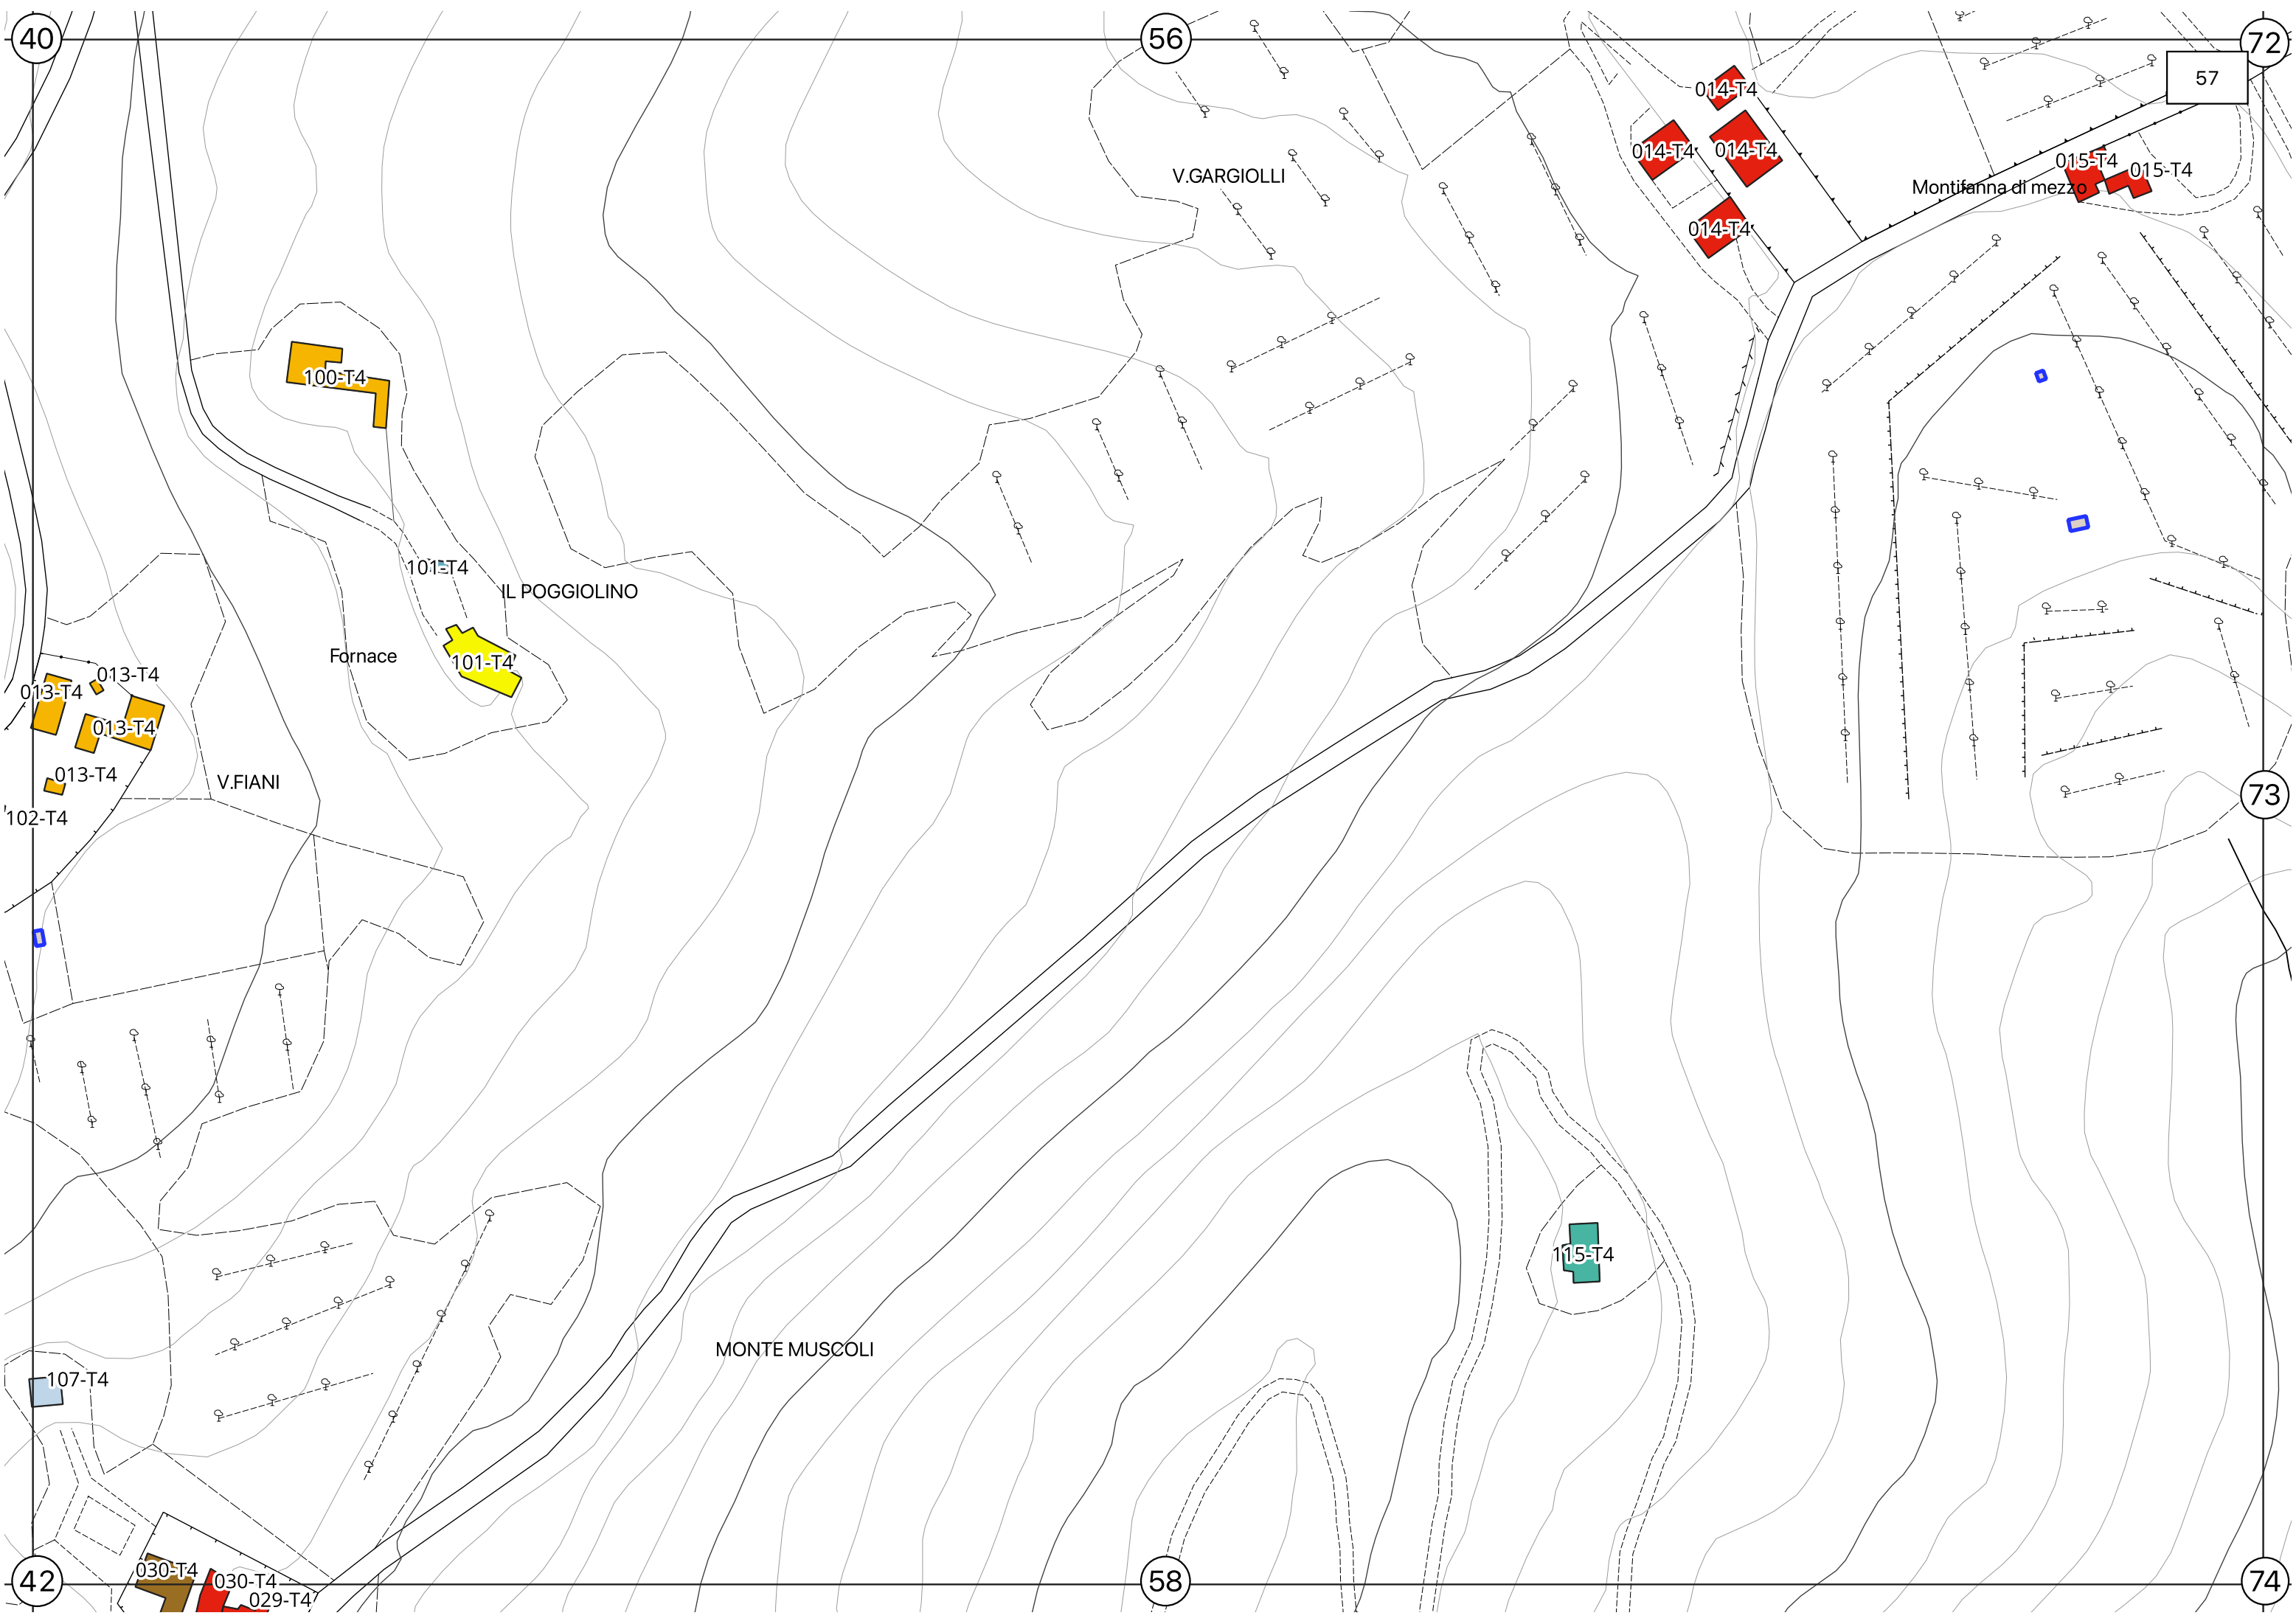 40
56
72
57
014-T4
014-T4
014-T4
015-T4
015-T4
V.GARGIOLLI
Montifanna di mezzo
014-T4
100-T4
101-T4
IL POGGIOLINO
Fornace
101-T4
013-T4
013-T4
013-T4
013-T4
V.FIANI
73
102-T4
115-T4
MONTE MUSCOLI
107-T4
030-T4
030-T4
029-T4
42
58
74